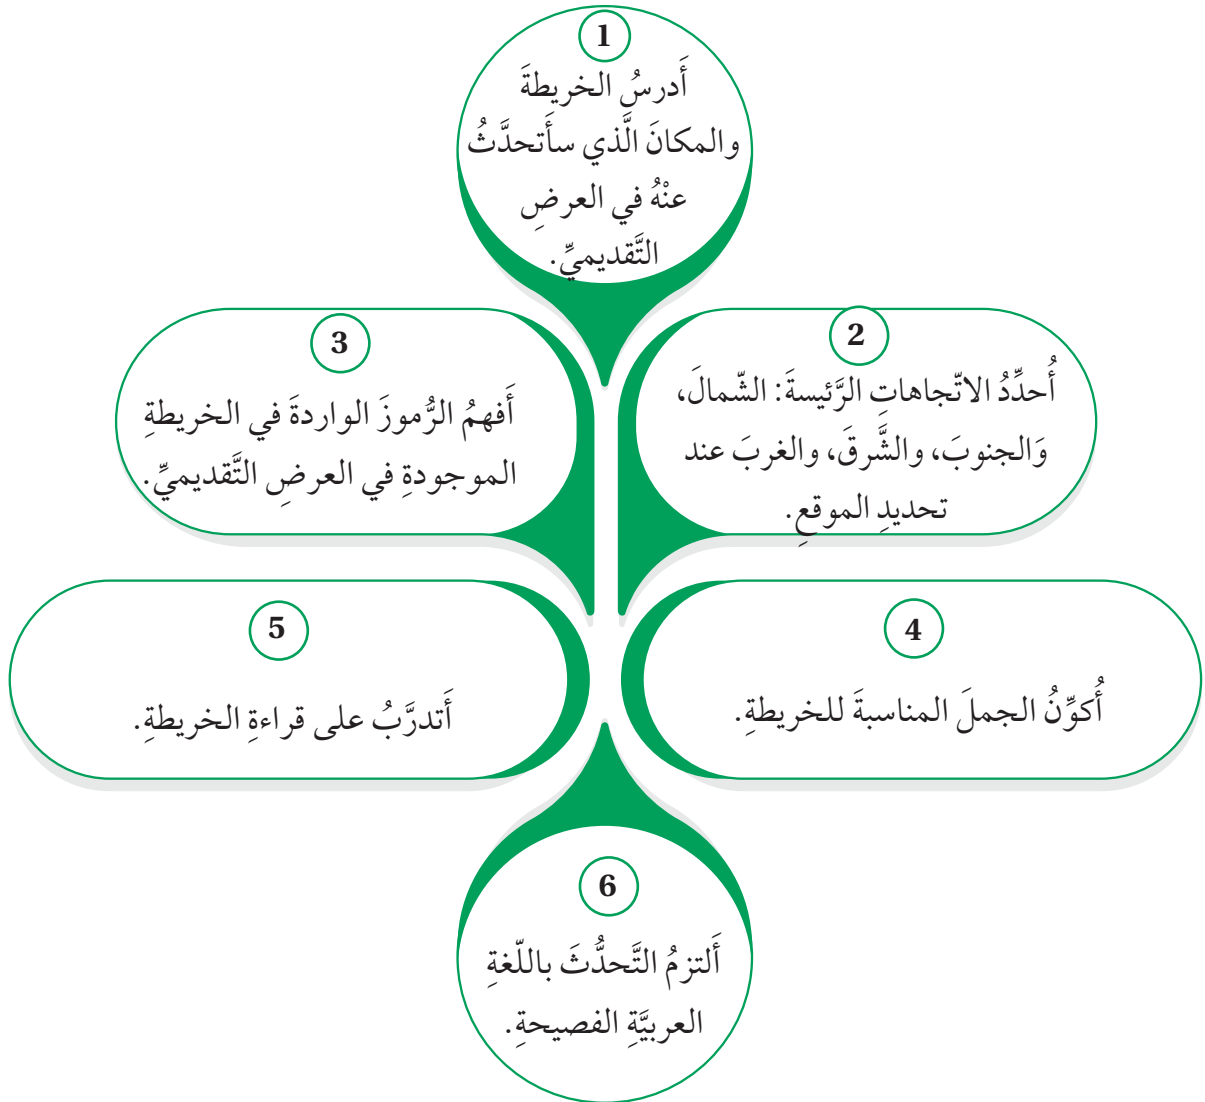 1
أَدرسُ الخريطةَ
والمكانَ الَّذي سأَتحدَّثُ
عنْهُ في العرضِ
التَّقديميِّ.
2
أُحدِّدُ الاتّجاهاتِ الرَّئيسةَ: الشّمالَ،
وَالجنوبَ، والشَّرقَ، والغربَ عند
تحديدِ الموقعِ.
3
أَفهمُ الرُّموزَ الواردةَ في الخريطةِ
الموجودةِ في العرضِ التَّقديميِّ.
4
أُكوِّنُ الجملَ المناسبةَ للخريطةِ.
5
أَتدرَّبُ على قراءةِ الخريطةِ.
6
أَلتزمُ التَّحدُّثَ باللّغةِ
العربيَّةِ الفصيحةِ.